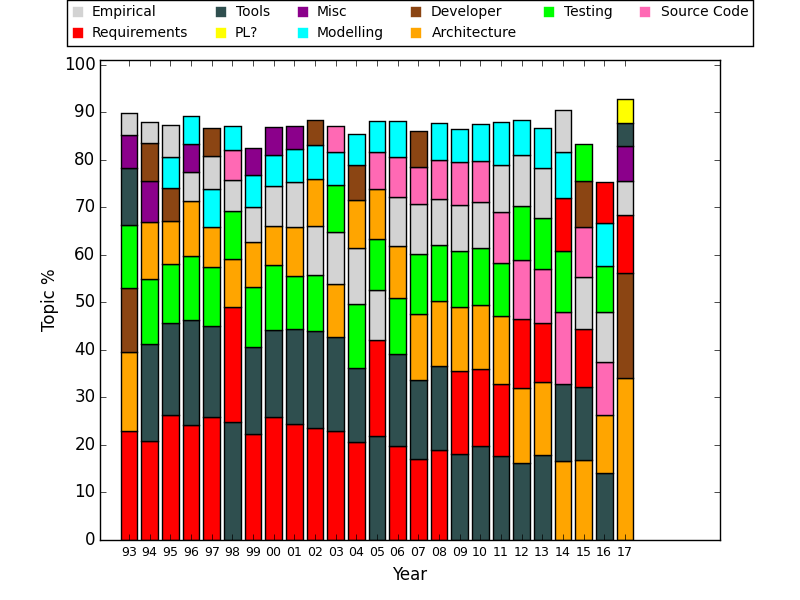 Empirical Tools Misc Developer Testing Source Code
Requirements PL? Modelling Architecture
100
90
80
70
60
50
40
30
20
10
0
Topic %
93 94 95 96 97 98 99 00 01 02 03 04 05 06 07 08 09 10 11 12 13 14 15 16 17
Year